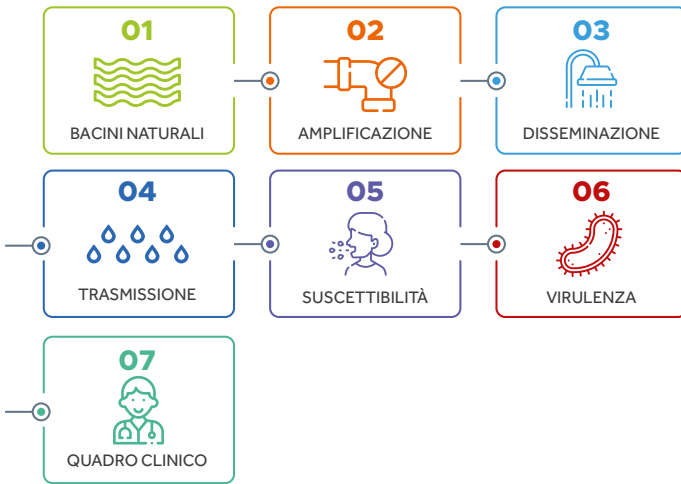 01
BACINI NATURALI
02
AMPLIFICAZIONE
03
DISSEMINAZIONE
04
TRASMISSIONE
05
SUSCETTIBILITÀ
06
VIRULENZA
07
QUADRO CLINICO